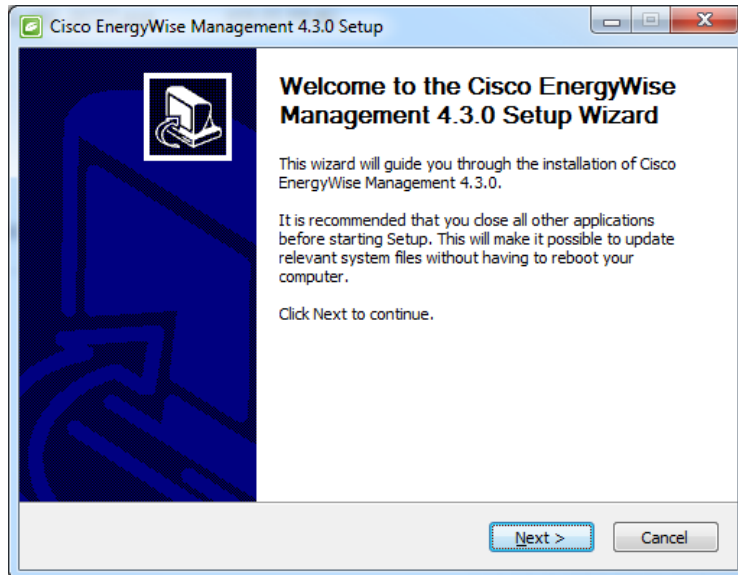 Cisco EnergyWise Management 4.3.0 Setup
Welcome to the Cisco EnergyWise
Management 4.3.0 Setup Wizard
This wizard will guide you through the installation of Cisco
EnergyWise Management 4.3.0.
It is recommended that you close all other applications
before starting Setup. This will make it possible to update
relevant system files without having to reboot your
computer.
Click Next to continue.
Next >
Cancel